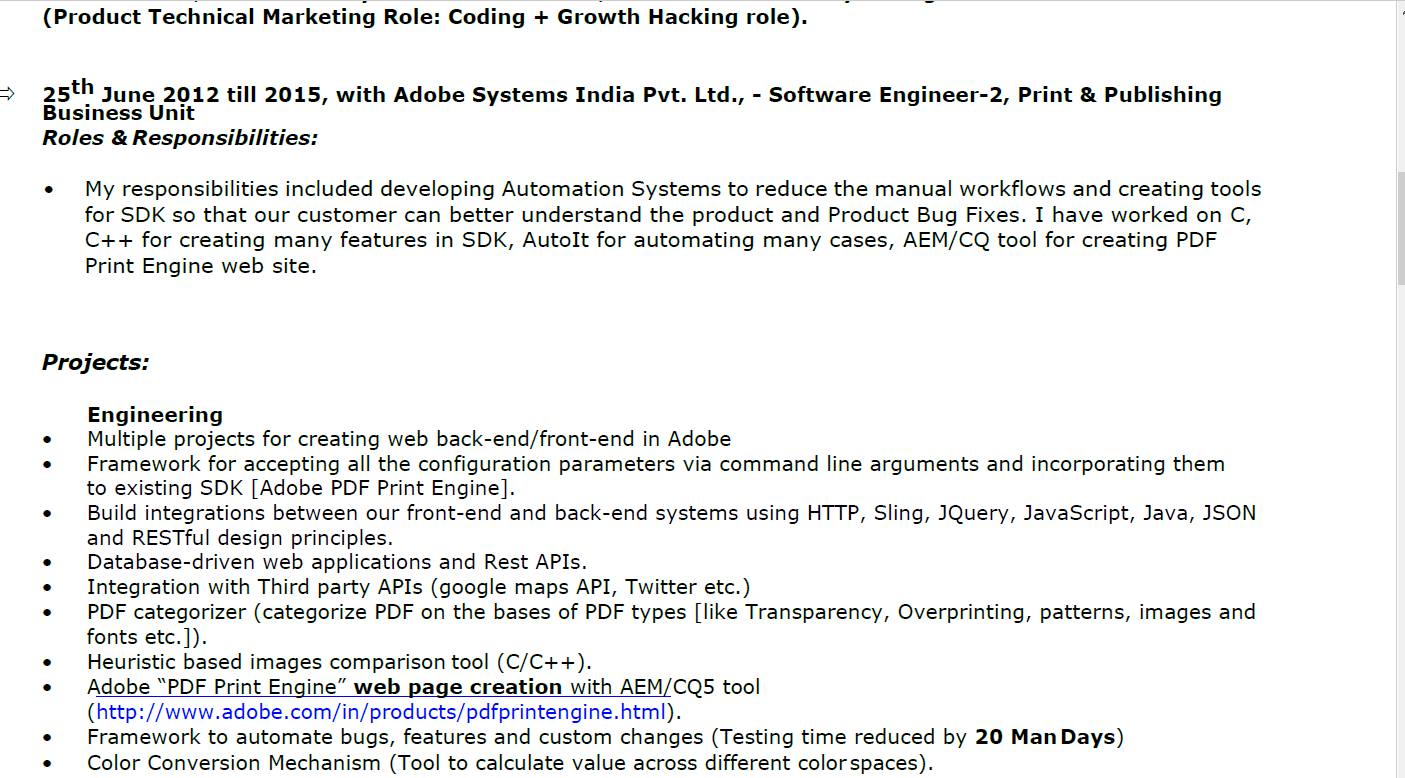 (Product Technical Marketing Role: Coding + Growth Hacking role).
⇨ 25th June 2012 till 2015, with Adobe Systems India Pvt. Ltd., - Software Engineer-2, Print & Publishing
Business Unit
Roles & Responsibilities:
• My responsibilities included developing Automation Systems to reduce the manual workflows and creating tools
for SDK so that our customer can better understand the product and Product Bug Fixes. I have worked on C,
C++ for creating many features in SDK, AutoIt for automating many cases, AEM/CQ tool for creating PDF
Print Engine web site.
Projects:
Engineering
• Multiple projects for creating web back-end/front-end in Adobe
• Framework for accepting all the configuration parameters via command line arguments and incorporating them
to existing SDK [Adobe PDF Print Engine].
• Build integrations between our front-end and back-end systems using HTTP, Sling, JQuery, JavaScript, Java, JSON
and RESTful design principles.
• Database-driven web applications and Rest APIs.
• Integration with Third party APIs (google maps API, Twitter etc.)
• PDF categorizer (categorize PDF on the bases of PDF types [like Transparency, Overprinting, patterns, images and
fonts etc.]).
• Heuristic based images comparison tool (C/C++).
• Adobe “PDF Print Engine” web page creation with AEM/CQ5 tool
(http://www.adobe.com/in/products/pdfprintengine.html).
• Framework to automate bugs, features and custom changes (Testing time reduced by 20 Man Days)
• Color Conversion Mechanism (Tool to calculate value across different color spaces).